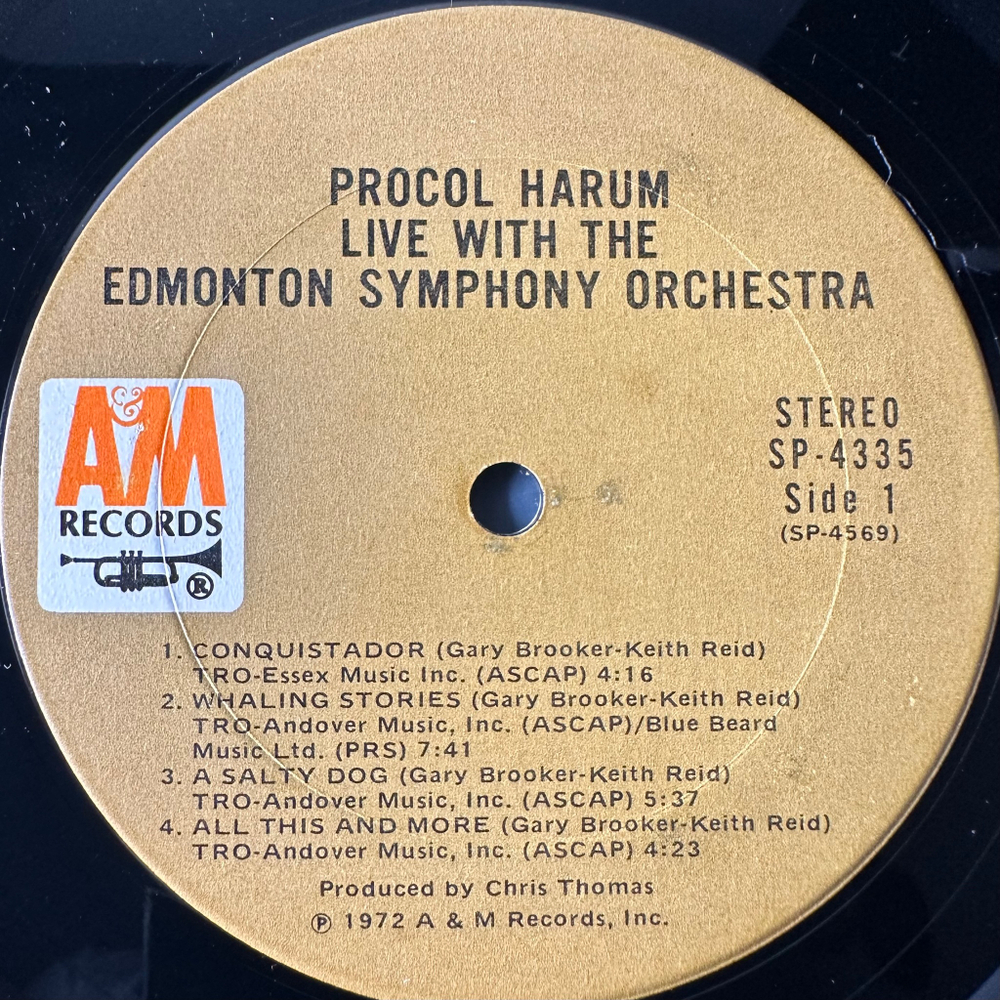 PROCOL HARUM
LIVE WITH THE
EDMONTON SYMPHONY ORCHESTRA
A&M
RECORDS
®
STEREO
SP-4335
Side 1
(SP-4569)
1. CONQUISTADOR (Gary Brooker-Keith Reid)
TRO-Essex Music Inc. (ASCAP) 4:16
2. WHALING STORIES (Gary Brooker-Keith Reid)
TRO-Andover Music, Inc. (ASCAP)/Blue Beard
Music Ltd. (PRS) 7:41
3. A SALTY DOG (Gary Brooker-Keith Reid)
TRO-Andover Music, Inc. (ASCAP) 5:37
4. ALL THIS AND MORE (Gary Brooker-Keith Reid)
TRO-Andover Music, Inc. (ASCAP) 4:23
Produced by Chris Thomas
℗ 1972 A & M Records, Inc.